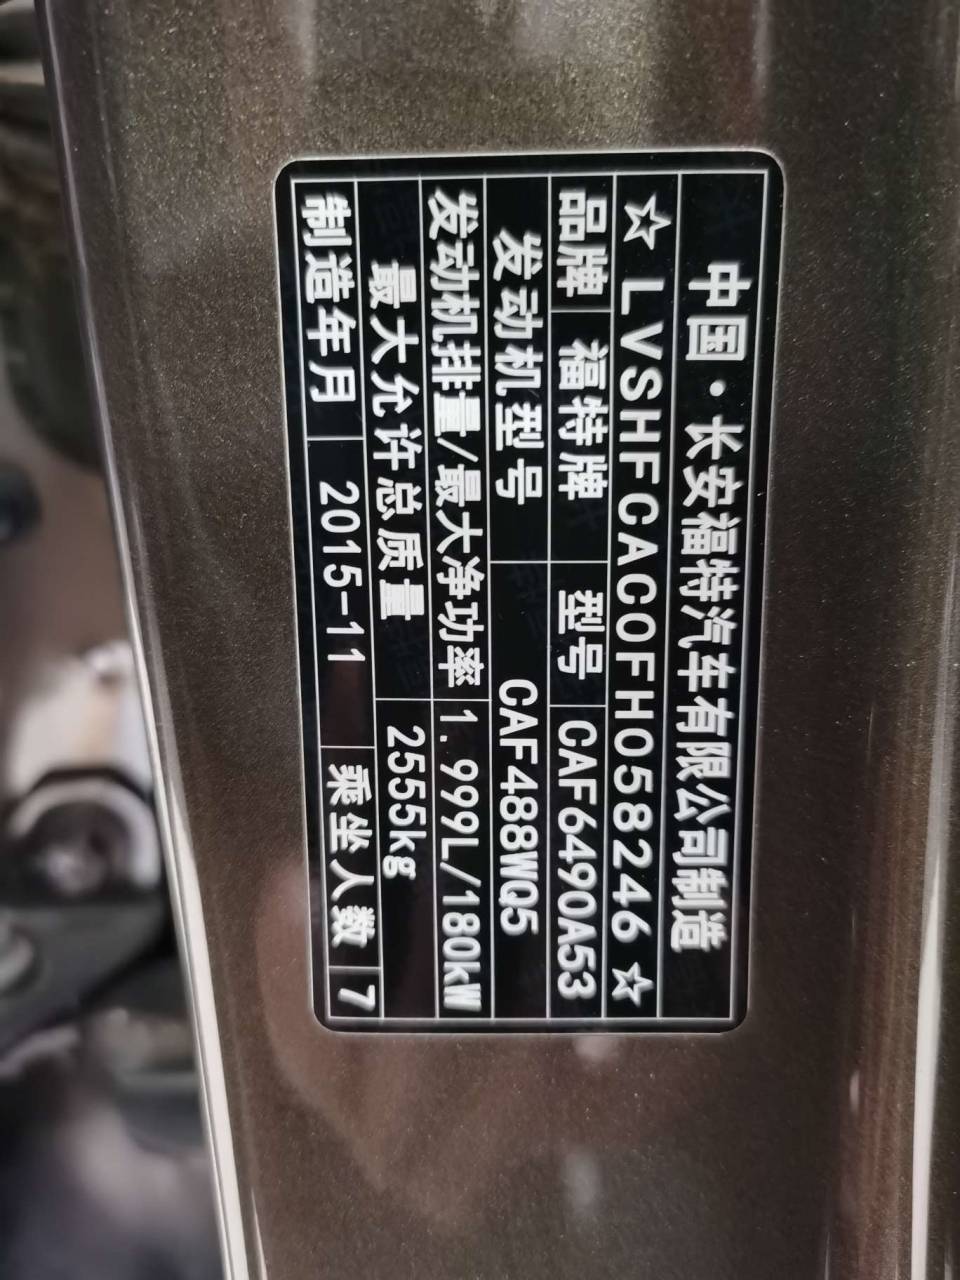 中国·长安福特汽车有限公司制造
☆LVSHFCAC0FH058246☆
品牌 福特牌 型号 CAF6490A53
发动机型号 CAF488WQ5
发动机排量/最大净功率 1.999L/180kW
最大允许总质量 2555kg
制造年月 2015-11 乘坐人数 7